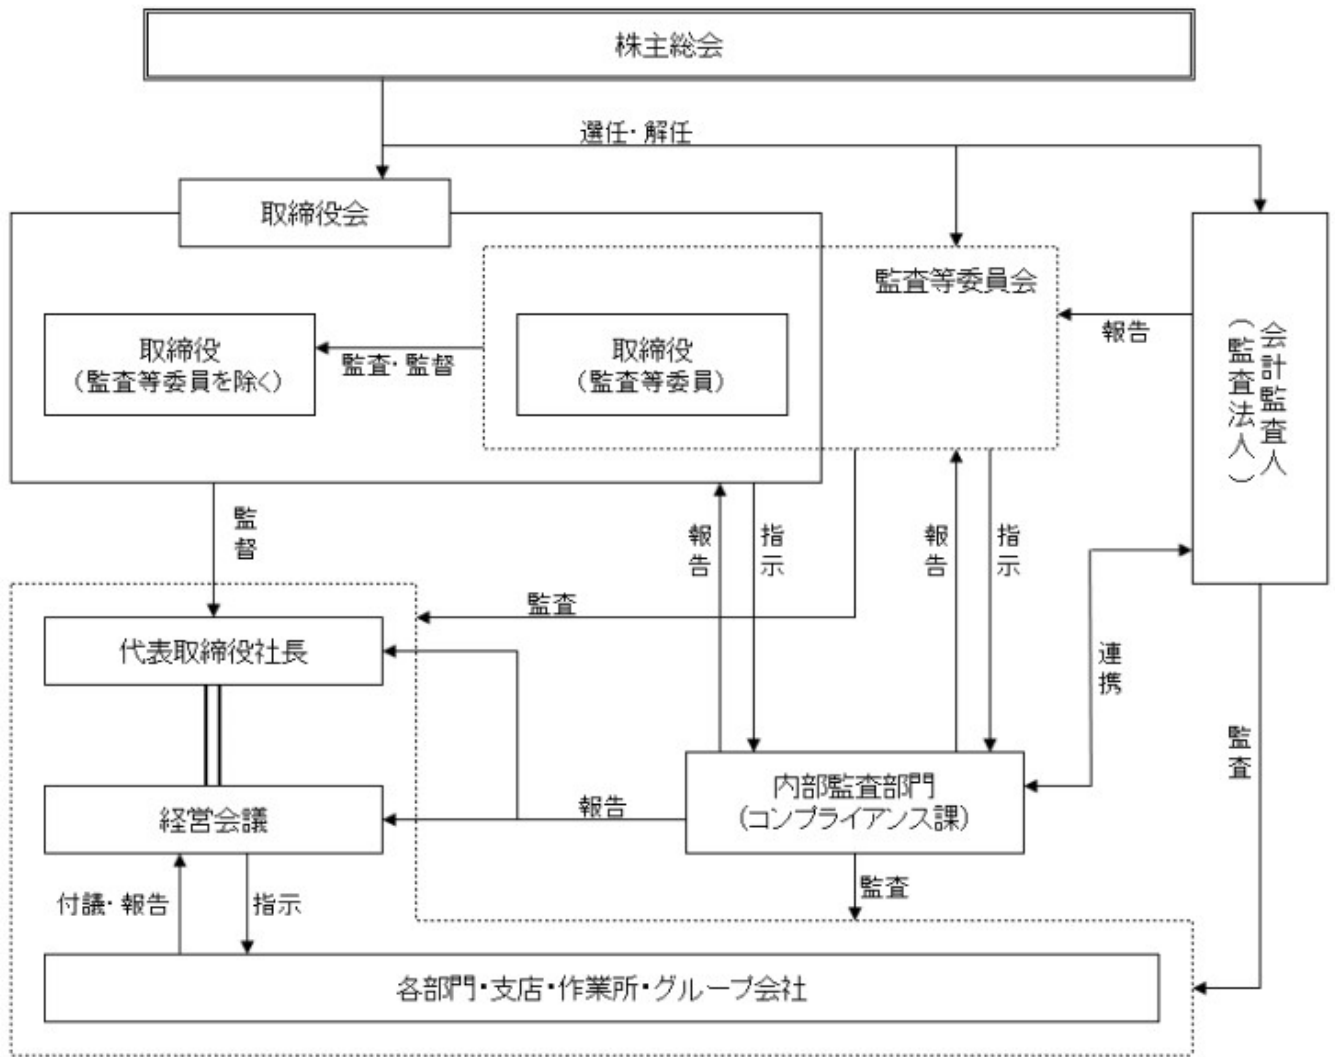 株主総会
選任・解任
取締役会
監査等委員会
取締役
(監査等委員を除く)
監査・監督
取締役
(監査等委員)
報告
会計監査人
(監査法人)
監督
報告
指示
報告
指示
監査
代表取締役社長
連携
監査
内部監査部門
(コンプライアンス課)
経営会議
報告
監査
付議・報告
指示
各部門・支店・作業所・グループ会社